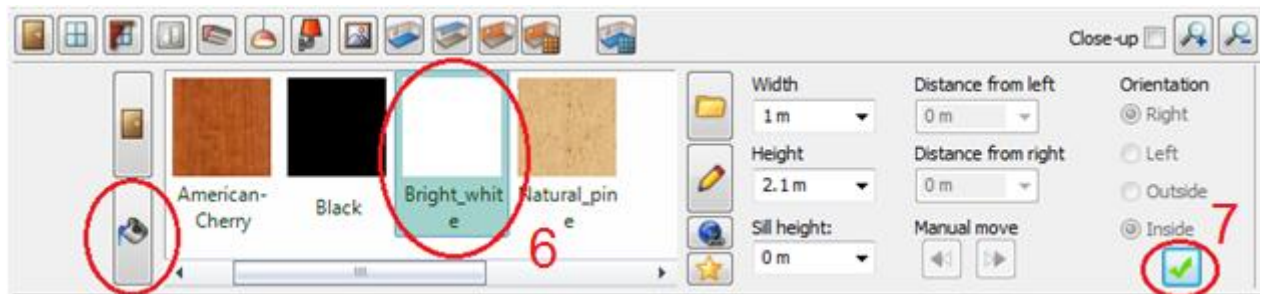 Close-up
Width
Distance from left
Orientation
1 m
0 m
Right
Height
Distance from right
Left
2.1 m
0 m
Outside
American-
Cherry
Black
Bright_whit
e
Natural_pin
e
Sill height:
Manual move
Inside
0 m
6
7